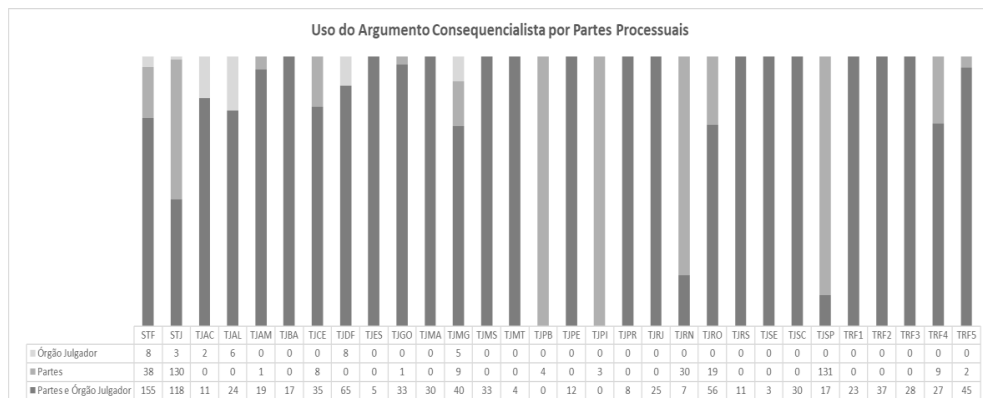 Uso do Argumento Consequencialista por Partes Processuais
STF STJ TJAC TJAL TJAM TJBA TJCE TJDF TJES TJGO TJMA TJMG TJMS TJMT TJPB TJPE TJPI TJPR TJRJ TJRN TJRO TJRS TJSE TJSC TJSP TRF1 TRF2 TRF3 TRF4 TRF5
Órgão Julgador 8 3 2 6 0 0 0 8 0 0 0 5 0 0 0 0 0 0 0 0 0 0 0 0 0 0 0 0 0 0
Partes 38 130 0 0 1 0 8 0 0 1 0 9 0 0 4 0 3 0 0 30 19 0 0 0 131 0 0 0 9 2
Partes e Órgão Julgador 155 118 11 24 19 17 35 65 5 33 30 40 33 4 0 12 0 8 25 7 56 11 3 30 17 23 37 28 27 45